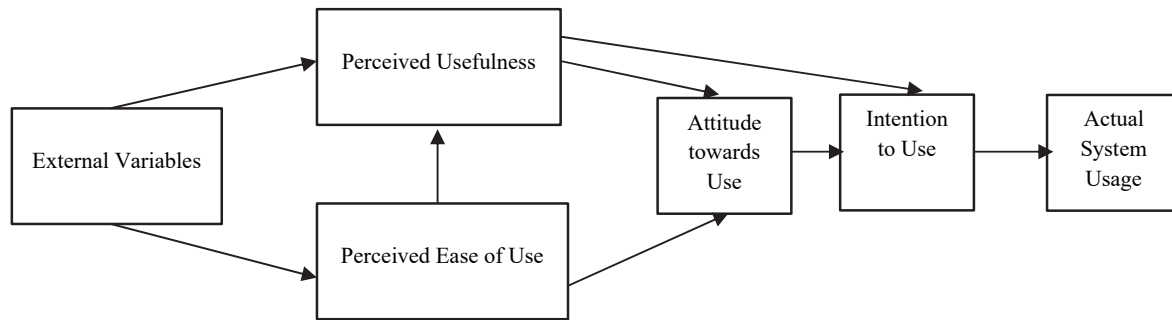 Perceived Usefulness
External Variables
Perceived Ease of Use
Attitude
towards
Use
Intention
to Use
Actual
System
Usage